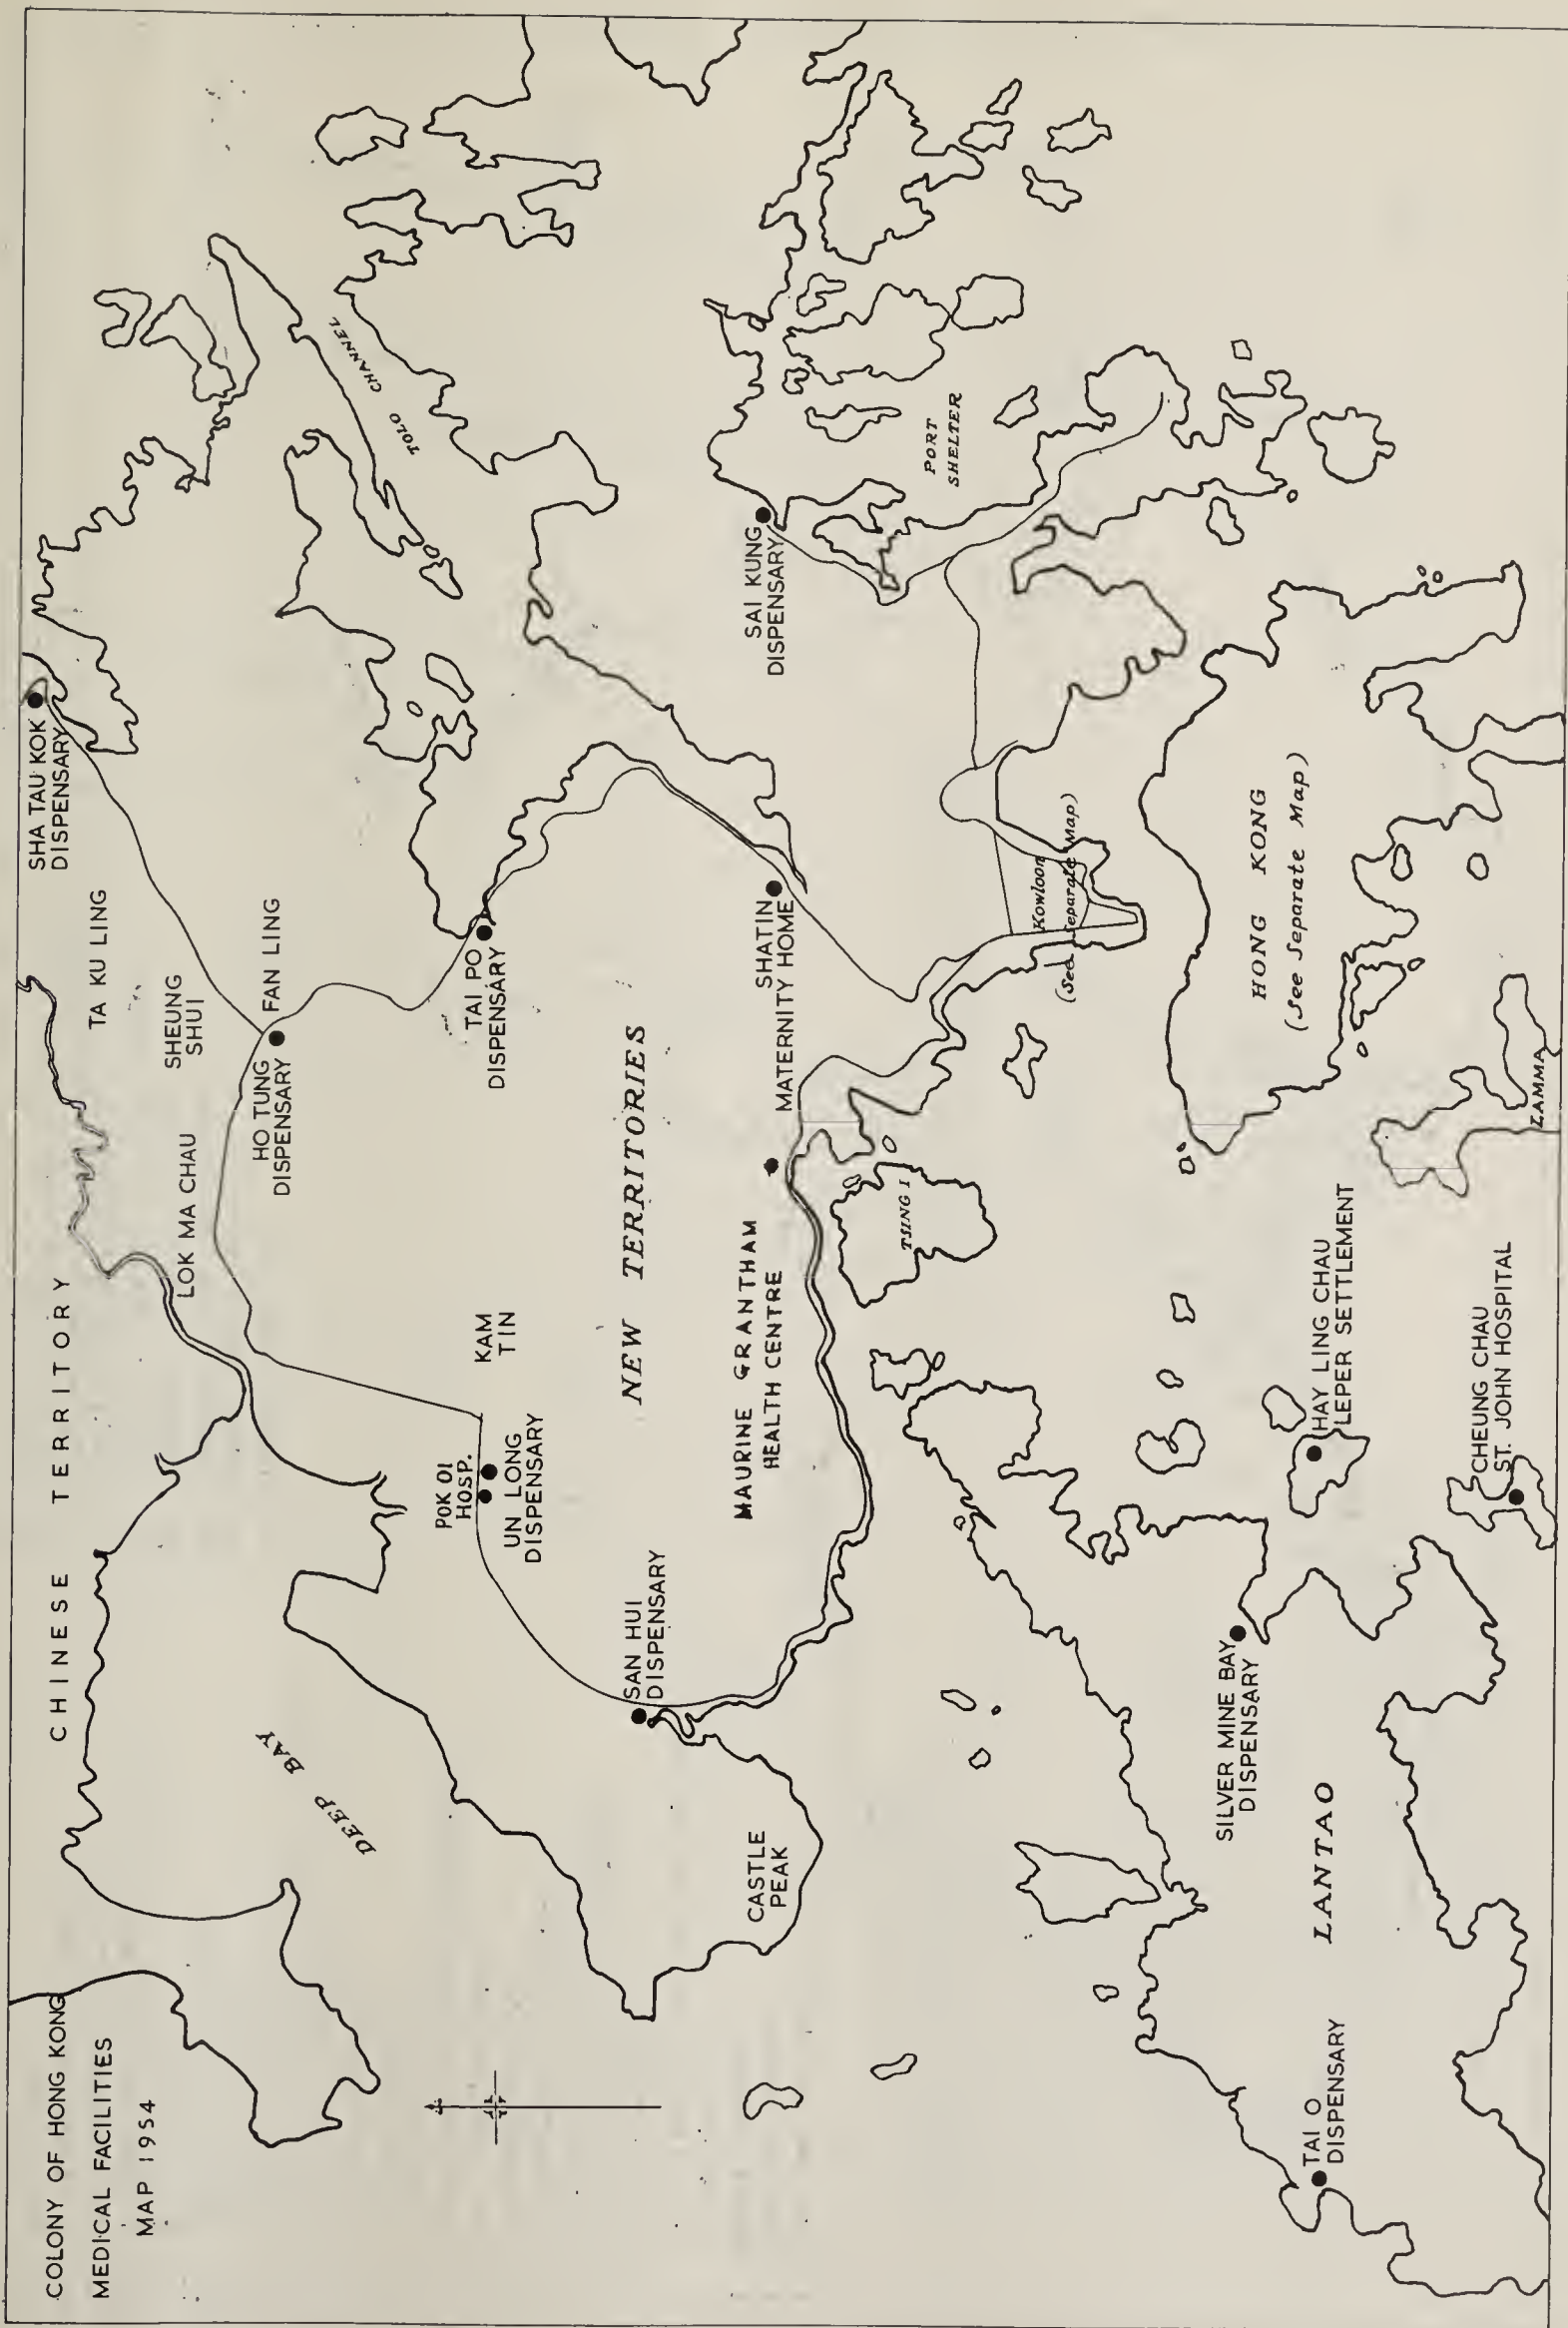 COLONY OF HONG KONG
MEDICAL FACILITIES
MAP 1954
CHINESE TERRITORY
DEEP BAY
LOK MA CHAU
SHEUNG
SHUI
TA KU LING
SHA TAU KOK
DISPENSARY
HO TUNG
DISPENSARY
FAN LING
TOLO CHANNEL
POK OI
HOSP.
UN LONG
DISPENSARY
KAM
TIN
TAI PO
DISPENSARY
SAN HUI
DISPENSARY
NEW TERRITORIES
CASTLE
PEAK
MAURINE GRANTHAM
HEALTH CENTRE
SHATIN
MATERNITY HOME
SAI KUNG
DISPENSARY
PORT
SHELTER
TSING I
Kowloon
(See Separate Map)
SILVER MINE BAY
DISPENSARY
HONG KONG
(See Separate Map)
TAI O
DISPENSARY
LANTAO
HAY LING CHAU
LEPER SETTLEMENT
CHEUNG CHAU
ST. JOHN HOSPITAL
LAMMA